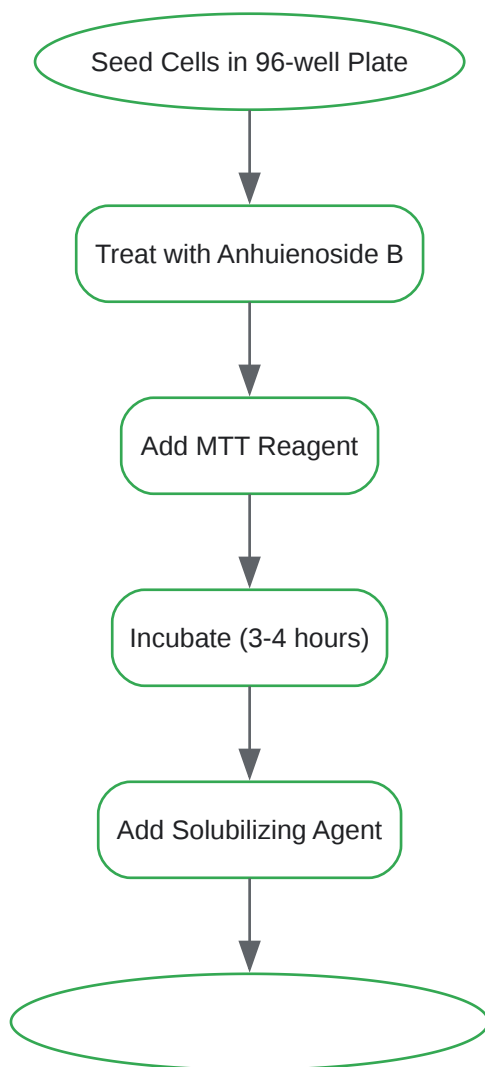 Seed Cells in 96-well Plate
Treat with Anhuienoside B
Add MTT Reagent
Incubate (3-4 hours)
Add Solubilizing Agent